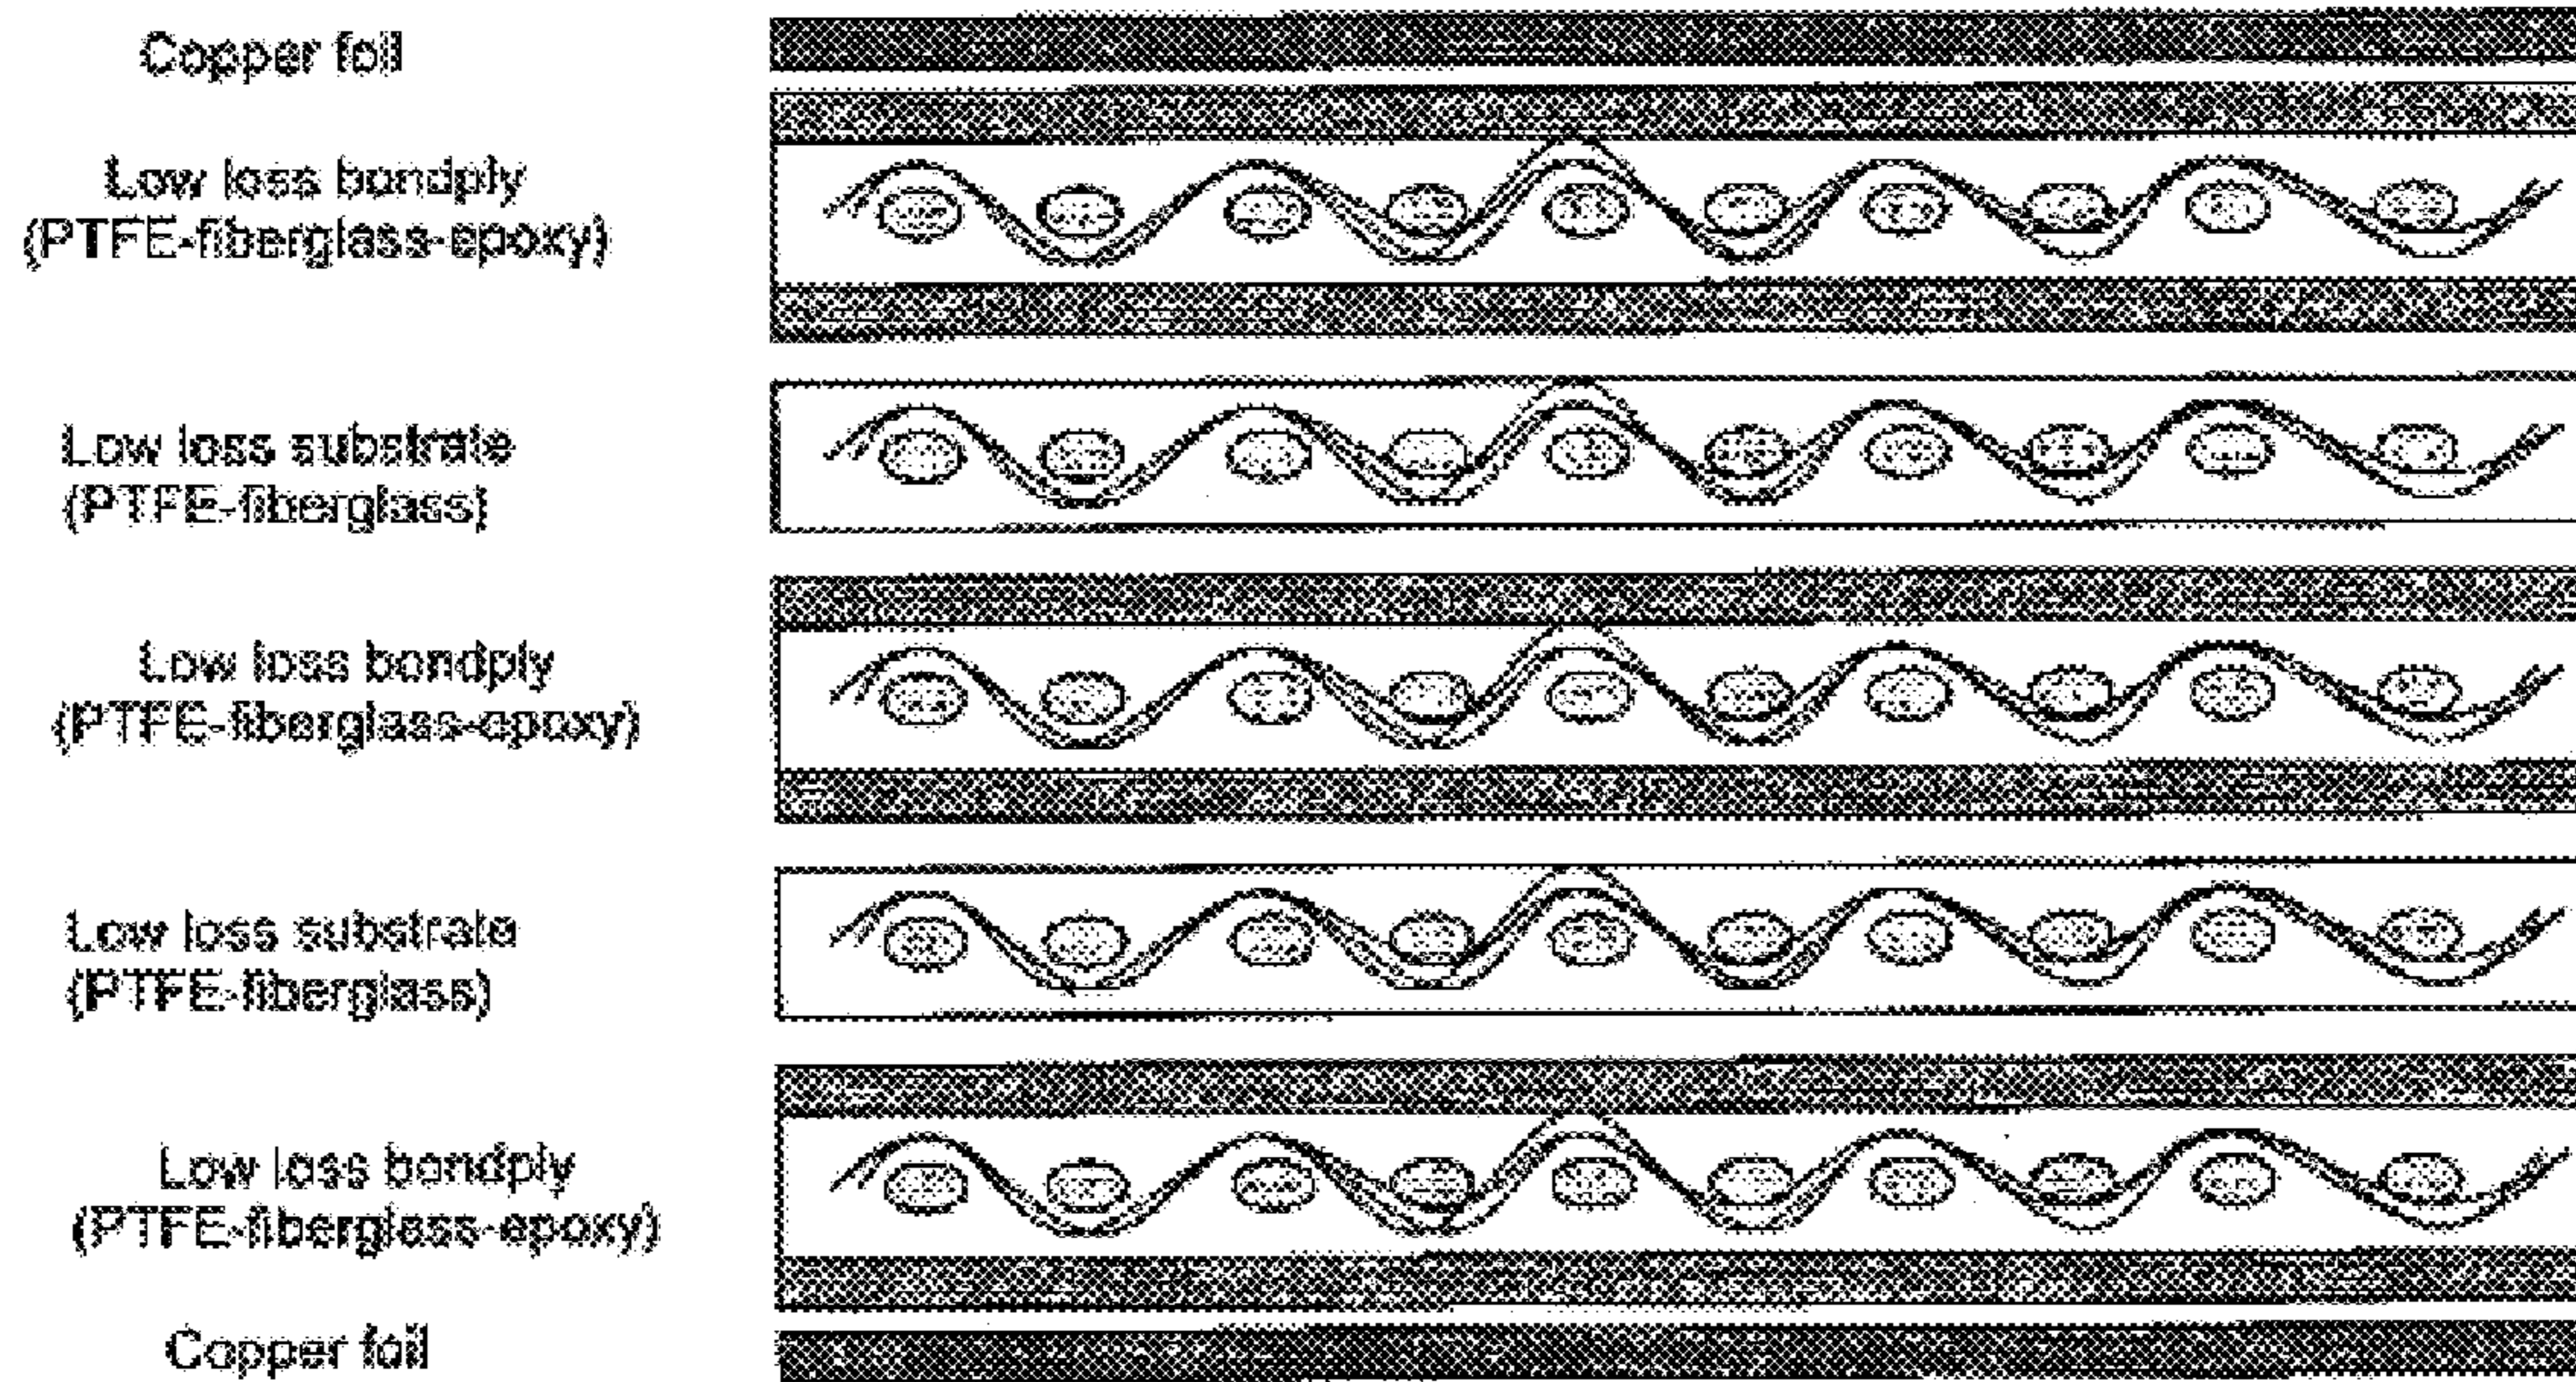 Copper foil
Low loss bondply
(PTFE-fiberglass-epoxy)
Low loss substrate
(PTFE-fiberglass)
Low loss bondply
(PTFE-fiberglass-epoxy)
Low loss substrate
(PTFE-fiberglass)
Low loss bondply
(PTFE-fiberglass-epoxy)
Copper foil